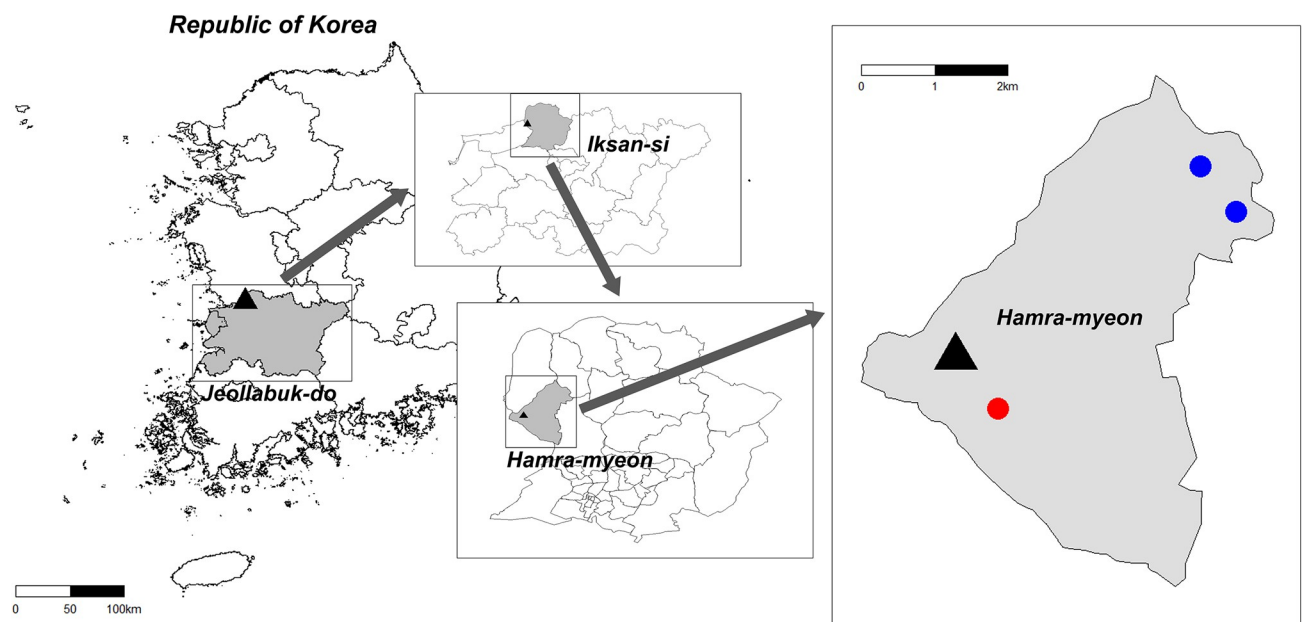 Republic of Korea
Jeollabuk-do
0 50 100km
Iksan-si
Hamra-myeon
0 1 2km
Hamra-myeon